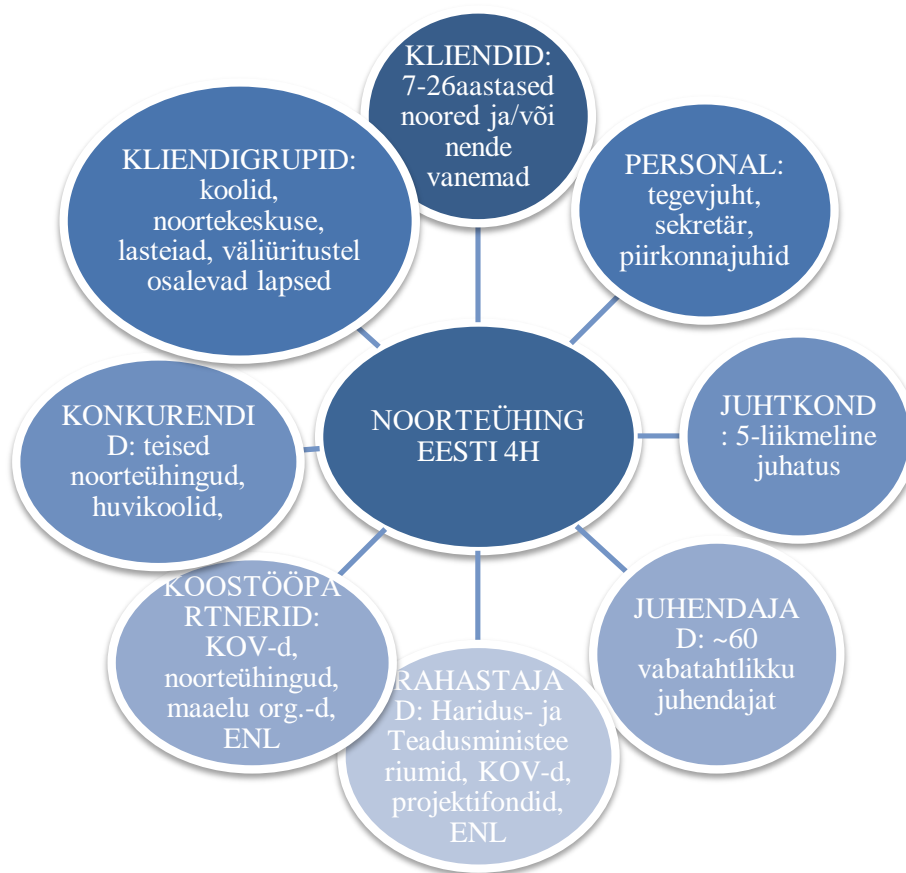 KLIENDID:
7-26aastased
noored ja/või
nende
vanemad
PERSONAL:
tegevjuht,
sekretär,
piirkonnajuhid
JUHTKOND
: 5-liikmeline
juhatus
JUHENDAJA
D: ~60
vabatahtlikku
juhendajat
RAHASTAJA
D: Haridus- ja
Teadusministee
riumid, KOV-d,
projektifondid,
ENL
KOOSTÖÖPA
RTNERID:
KOV-d,
noorteühingud,
maaelu org.-d,
ENL
KONKURENDI
D: teised
noorteühingud,
huvikoolid,
KLIENDIGRUPID:
koolid,
noortekeskuse,
lasteiad, väliüritustel
osalevad lapsed
NOORTEÜHING
EESTI 4H